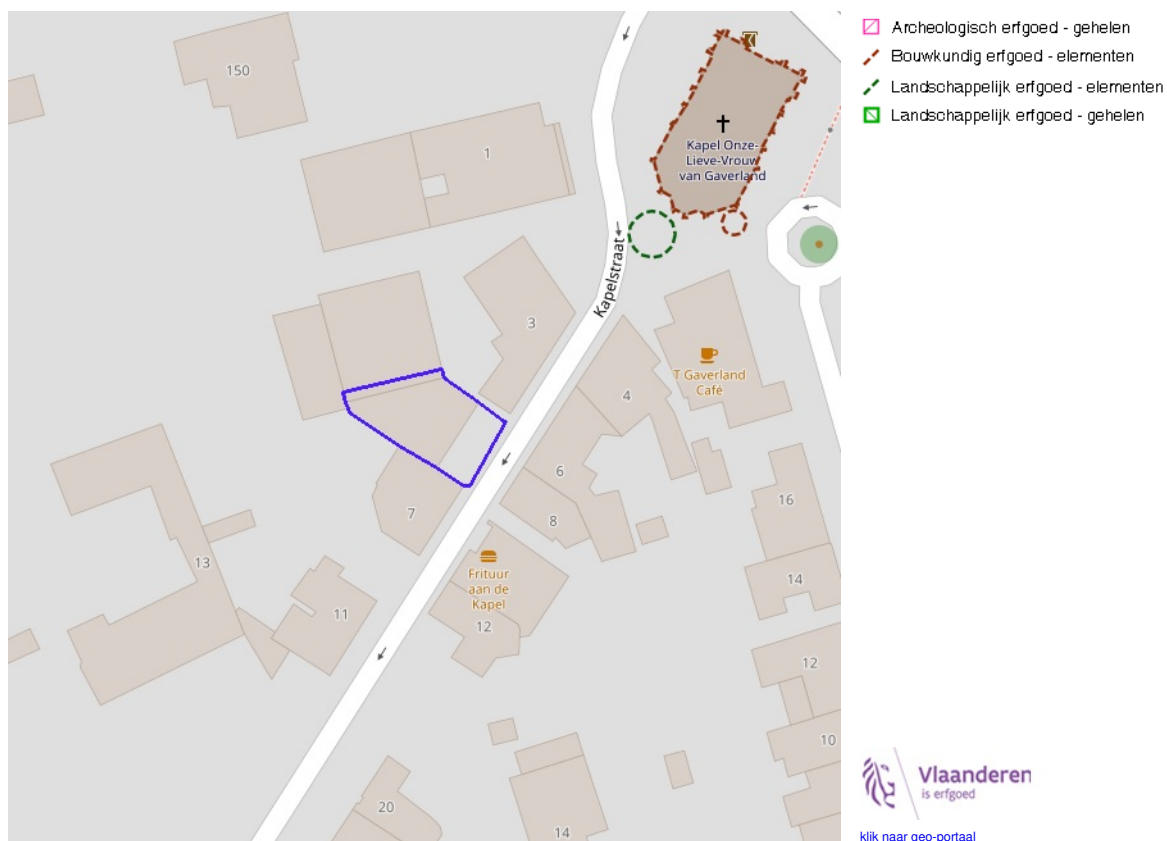 150
1
Kapel Onze-
Lieve-Vrouw
van Gaverland
Kapelstraat
3
4
T Gaverland
Café
6
16
7
8
13
14
Frituur
aan de
Kapel
11
12
12
10
20
14
Archeologisch erfgoed - gehelen
Bouwkundig erfgoed - elementen
Landschappelijk erfgoed - elementen
Landschappelijk erfgoed - gehelen
Vlaanderen
is erfgoed
klik naar geo-portaal